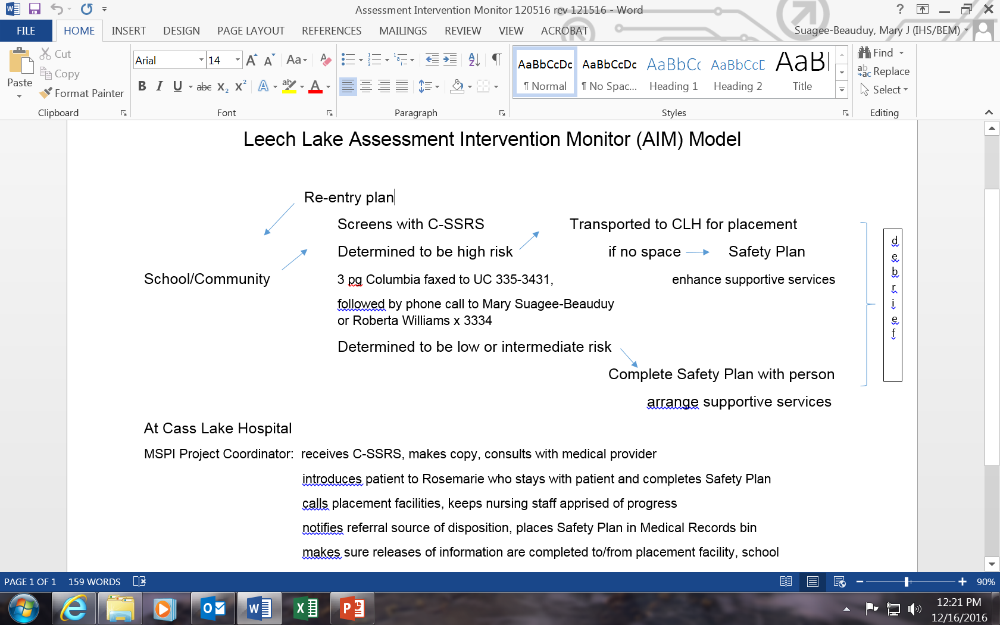 Assessment Intervention Monitor 120516 rev 121516 - Word
FILE HOME INSERT DESIGN PAGE LAYOUT REFERENCES MAILINGS REVIEW VIEW ACROBAT
Suagee-Beauduy, Mary J (IHS/BEM)
Paste
Cut
Copy
Format Painter
Clipboard
Arial 14
Font
Paragraph
AaBbCcDc AaBbCcDc AaBbCc AaBbCcD AaBl
¶ Normal ¶ No Spac... Heading 1 Heading 2 Title
Styles
Find
Replace
Select
Editing
Leech Lake Assessment Intervention Monitor (AIM) Model
Re-entry plan
Screens with C-SSRS Transported to CLH for placement
Determined to be high risk if no space Safety Plan
School/Community 3 pg Columbia faxed to UC 335-3431, enhance supportive services
followed by phone call to Mary Suagee-Beauduy
or Roberta Williams x 3334
Determined to be low or intermediate risk
Complete Safety Plan with person
arrange supportive services
d
e
b
r
i
e
f
At Cass Lake Hospital
MSPI Project Coordinator: receives C-SSRS, makes copy, consults with medical provider
introduces patient to Rosemarie who stays with patient and completes Safety Plan
calls placement facilities, keeps nursing staff apprised of progress
notifies referral source of disposition, places Safety Plan in Medical Records bin
makes sure releases of information are completed to/from placement facility, school
PAGE 1 OF 1 159 WORDS 90%
12:21 PM
12/16/2016